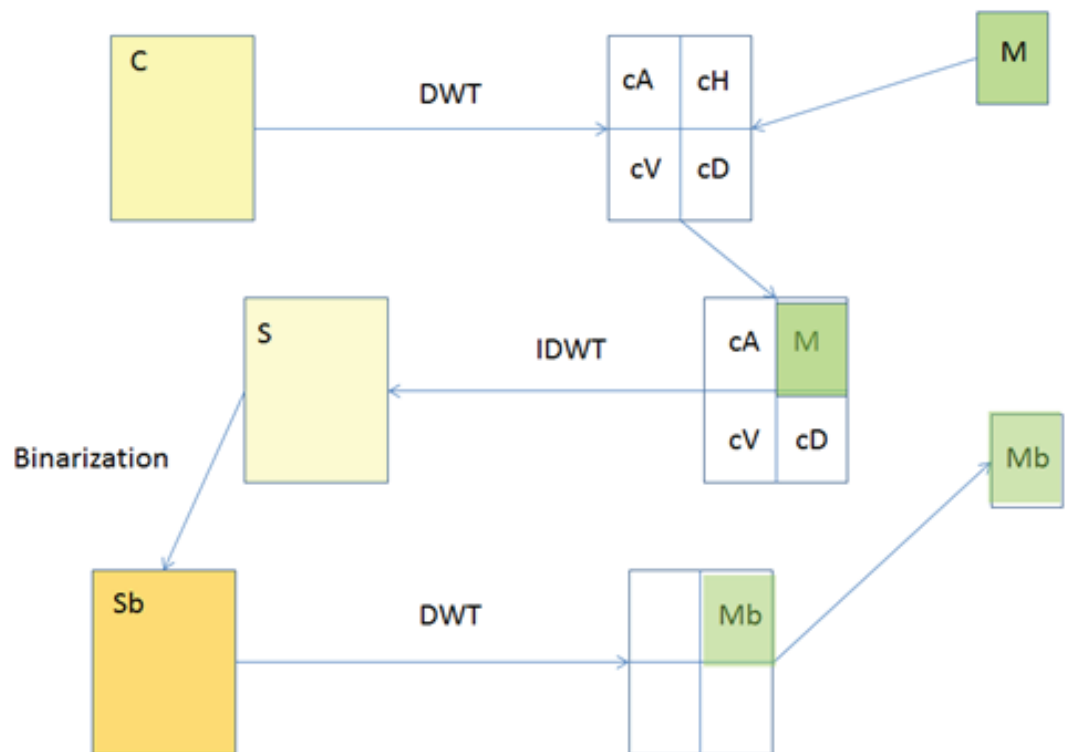 C
DWT
cA cH
M
cV cD
S
IDWT
cA M
cV cD
Binarization
Mb
Sb
DWT
Mb